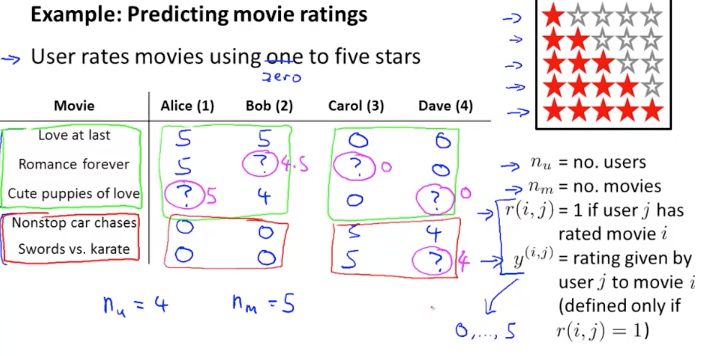 Example: Predicting movie ratings
→ User rates movies using one to five stars
zero
Movie Alice (1) Bob (2) Carol (3) Dave (4)
Love at last 5 5 0 0
Romance forever 5 ? 4.5 ? 0 0
Cute puppies of love ? 5 4 0 ? 0
Nonstop car chases 0 0 5 4
Swords vs. karate 0 0 5 ? 4
n_u = 4 n_m = 5
→ n_u = no. users
→ n_m = no. movies
→ r(i, j) = 1 if user j has
rated movie i
→ y^(i,j) = rating given by
user j to movie i
(defined only if
r(i, j) = 1)
0, ..., 5